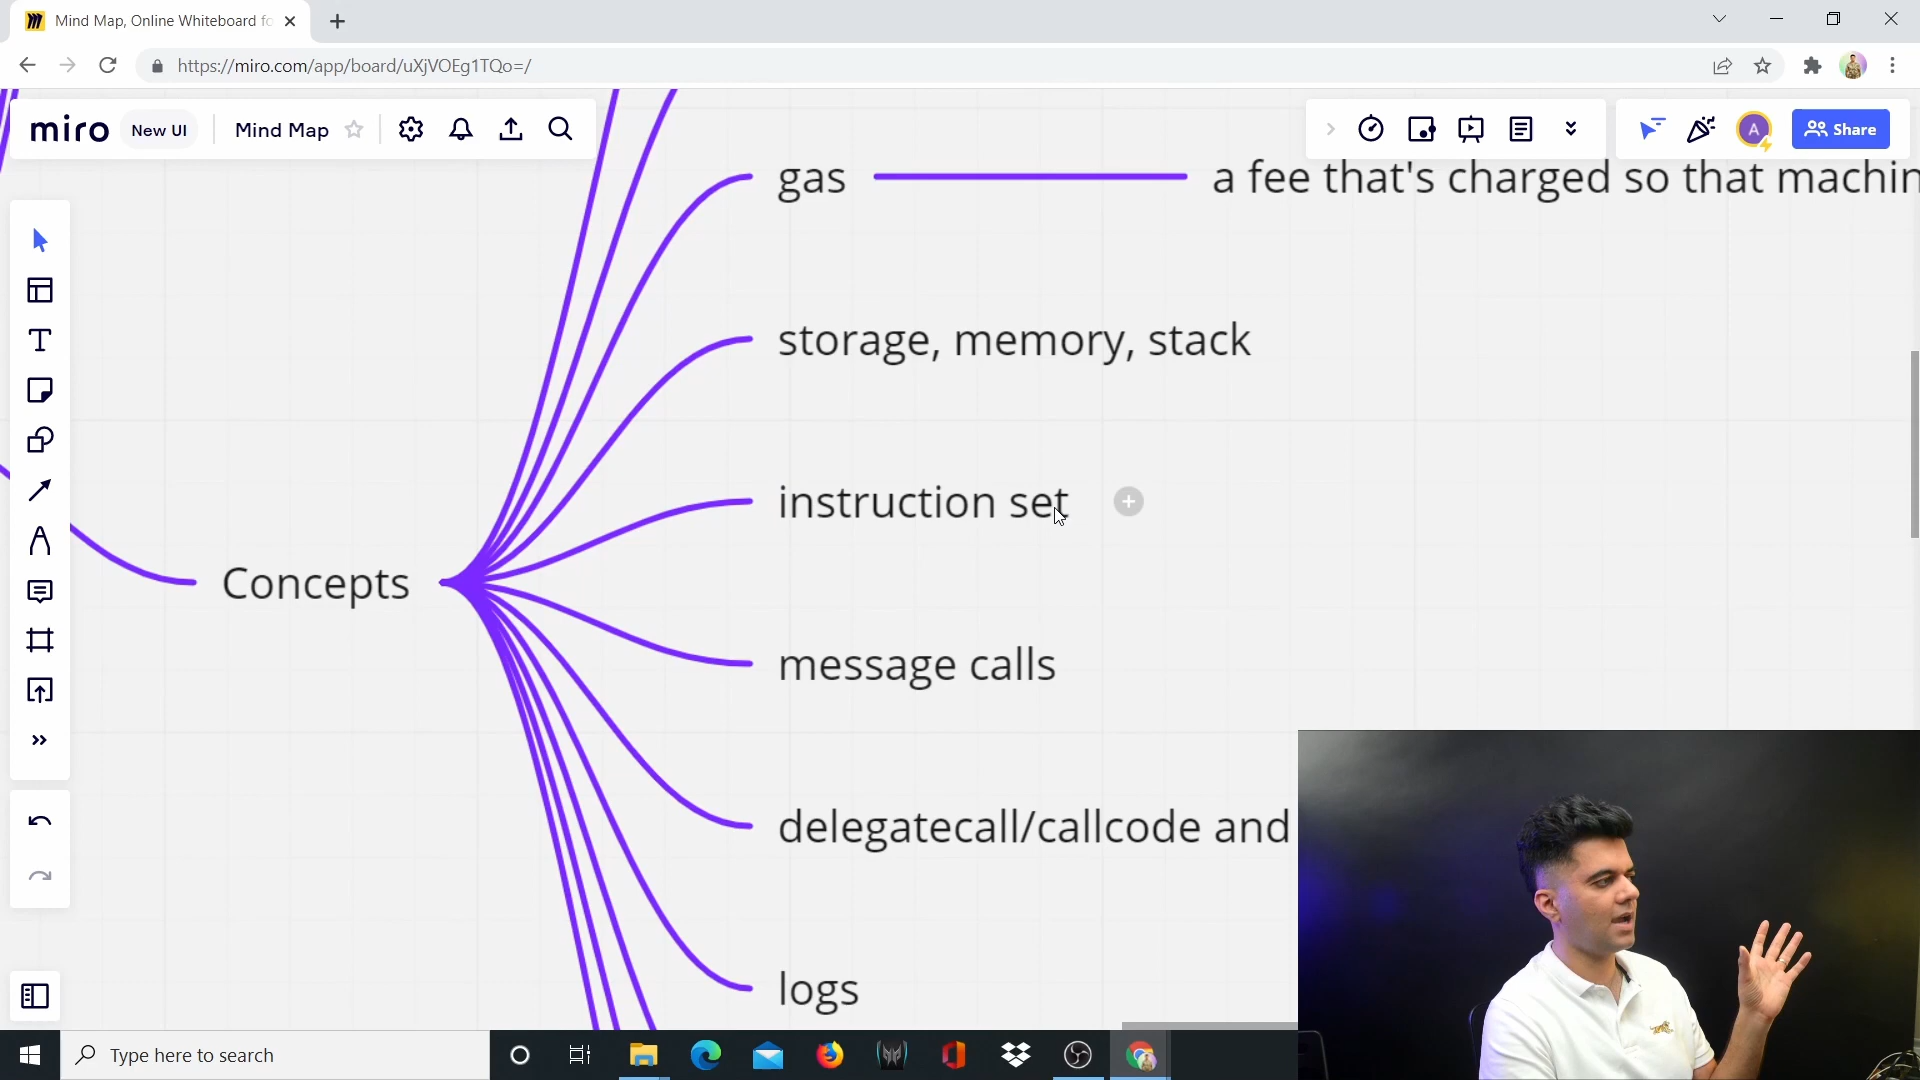 Mind Map, Online Whiteboard fo
https://miro.com/app/board/uXjVOEg1TQo=/
miro
New UI
Mind Map
A
Share
gas
a fee that's charged so that machin
storage, memory, stack
instruction set
Concepts
message calls
delegatecall/callcode and
logs
Type here to search